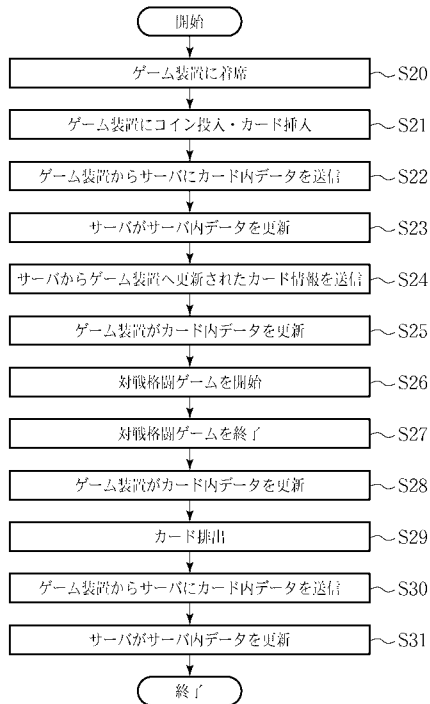 開始
ゲーム装置に着席 S20
ゲーム装置にコイン投入・カード挿入 S21
ゲーム装置からサーバにカード内データを送信 S22
サーバがサーバ内データを更新 S23
サーバからゲーム装置へ更新されたカード情報を送信 S24
ゲーム装置がカード内データを更新 S25
対戦格闘ゲームを開始 S26
対戦格闘ゲームを終了 S27
ゲーム装置がカード内データを更新 S28
カード排出 S29
ゲーム装置からサーバにカード内データを送信 S30
サーバがサーバ内データを更新 S31
終了